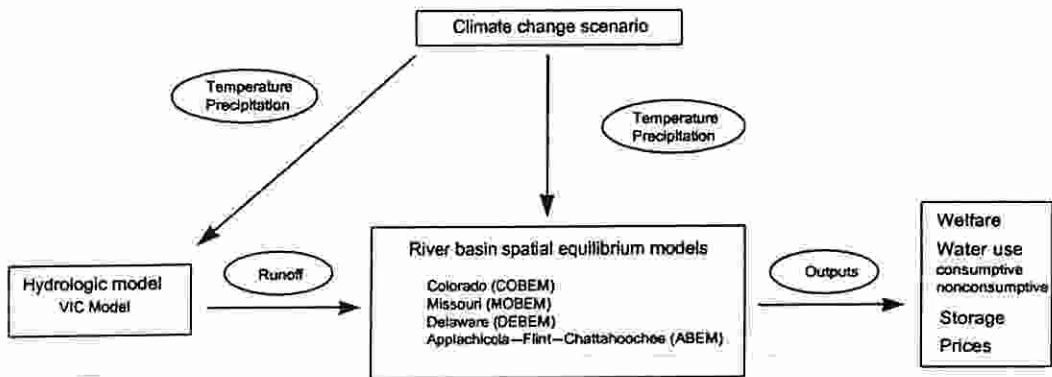 Climate change scenario
Temperature
Precipitation
Temperature
Precipitation
Hydrologic model
VIC Model
Runoff
River basin spatial equilibrium models
Colorado (COBEM)
Missouri (MOBEM)
Delaware (DEBEM)
Applachicola—Flint—Chattahoochee (ABEM)
Outputs
Welfare
Water use
consumptive
nonconsumptive
Storage
Prices